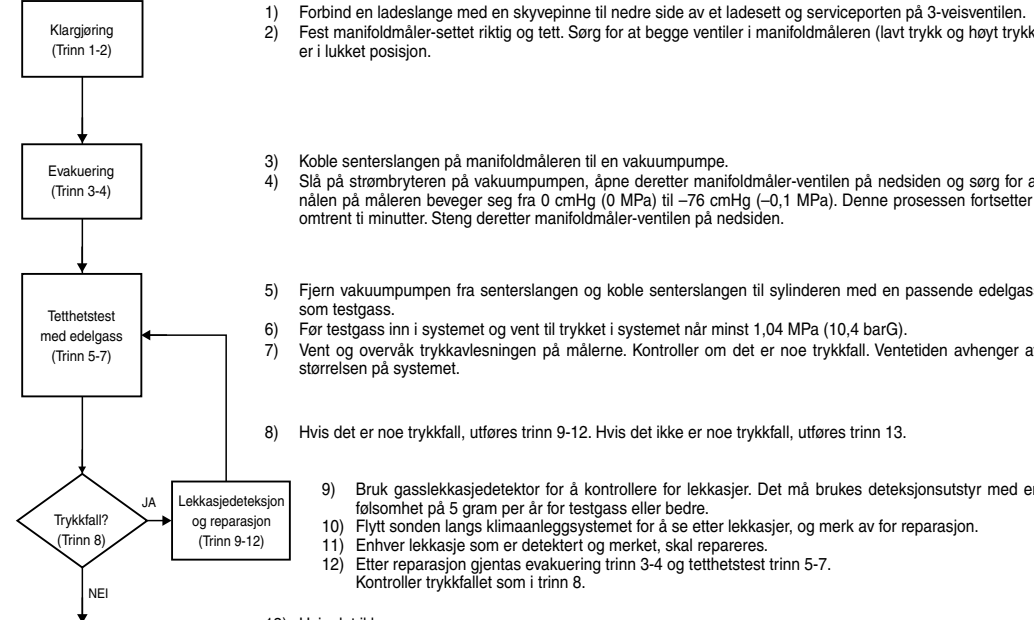 Klargjøring
(Trinn 1-2)
1) Forbind en ladeslange med en skyvepinne til nedre side av et ladesett og serviceporten på 3-veisventilen.
2) Fest manifoldmåler-settet riktig og tett. Sørg for at begge ventiler i manifoldmåleren (lavt trykk og høyt trykk
er i lukket posisjon.
Evakuering
(Trinn 3-4)
3) Koble senterslangen på manifoldmåleren til en vakuumpumpe.
4) Slå på strømbryteren på vakuumpumpen, åpne deretter manifoldmåler-ventilen på nedsiden og sørg for a
nålen på måleren beveger seg fra 0 cmHg (0 MPa) til –76 cmHg (–0,1 MPa). Denne prosessen fortsetter
omtrent ti minutter. Steng deretter manifoldmåler-ventilen på nedsiden.
Tetthetstest
med edelgass
(Trinn 5-7)
5) Fjern vakuumpumpen fra senterslangen og koble senterslangen til sylinderen med en passende edelgas
som testgass.
6) Før testgass inn i systemet og vent til trykket i systemet når minst 1,04 MPa (10,4 barG).
7) Vent og overvåk trykkavlesningen på målerne. Kontroller om det er noe trykkfall. Ventetiden avhenger a
størrelsen på systemet.
8) Hvis det er noe trykkfall, utføres trinn 9-12. Hvis det ikke er noe trykkfall, utføres trinn 13.
Trykkfall?
(Trinn 8)
JA
NEI
Lekkasjedeteksjon
og reparasjon
(Trinn 9-12)
9) Bruk gasslekkasjedetektor for å kontrollere for lekkasjer. Det må brukes deteksjonsutstyr med e
følsomhet på 5 gram per år for testgass eller bedre.
10) Flytt sonden langs klimaanleggsystemet for å se etter lekkasjer, og merk av for reparasjon.
11) Enhver lekkasje som er detektert og merket, skal repareres.
12) Etter reparasjon gjentas evakuering trinn 3-4 og tetthetstest trinn 5-7.
Kontroller trykkfallet som i trinn 8.